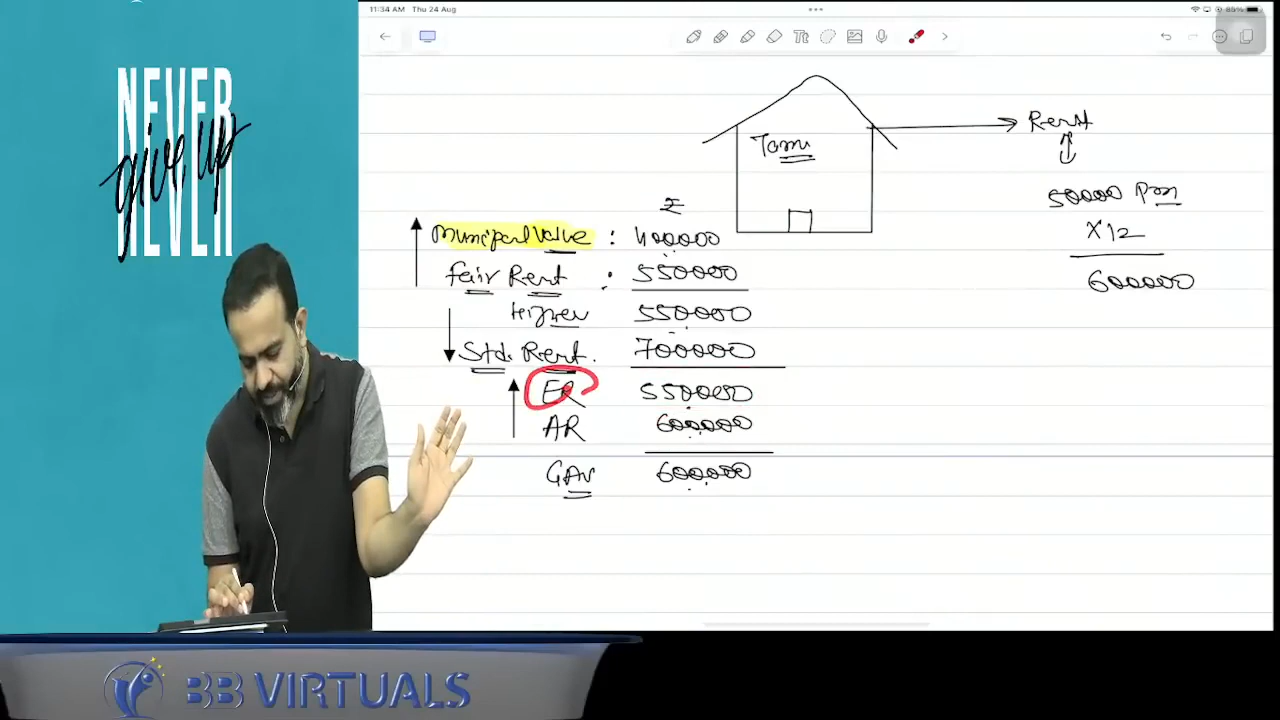 11:34 AM Thu 24 Aug
85%
NEVER
give up
NEVER
Tom
Rent
50000 Pm
X12
600000
₹
Municipal Value : 400000
Fair Rent : 550000
Higher 550000
Std. Rent. 700000
ER 550000
AR 600000
GAV 600000
BB VIRTUALS